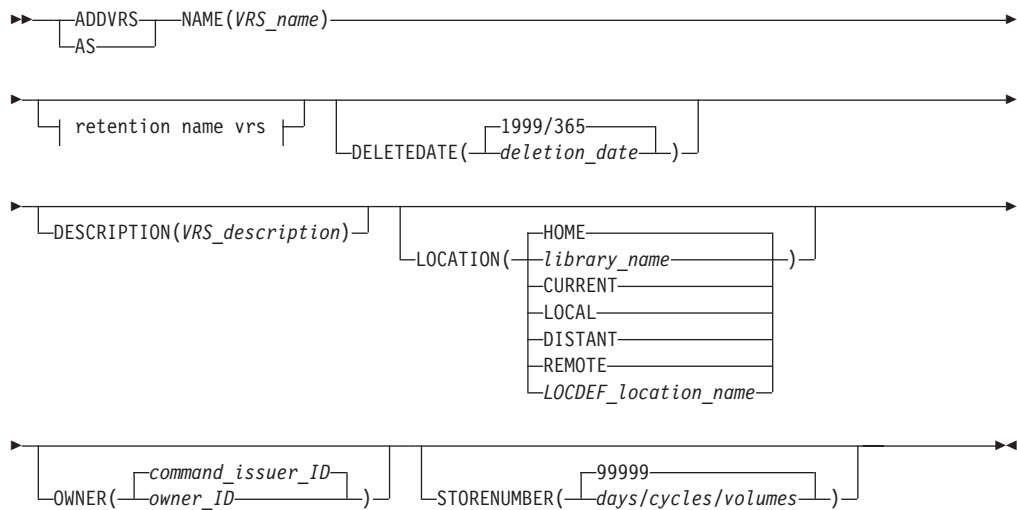 ADDVRS NAME(VRS_name)
AS
retention name vrs
1999/365
DELETEDATE( deletion_date )
DESCRIPTION(VRS_description)
HOME
LOCATION( library_name )
CURRENT
LOCAL
DISTANT
REMOTE
LOCDEF_location_name
command_issuer_ID
OWNER( owner_ID )
99999
STORENUMBER( days/cycles/volumes )